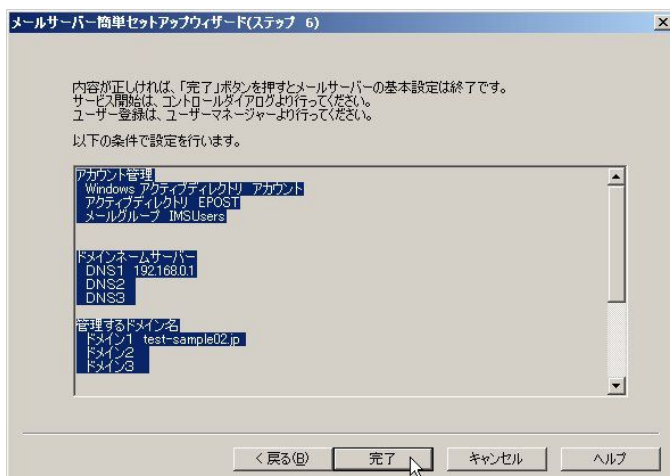 メールサーバー簡単セットアップウィザード(ステップ 6)
内容が正しければ、「完了」ボタンを押すとメールサーバーの基本設定は終了です。
サービス開始は、コントロールダイアログより行ってください。
ユーザー登録は、ユーザーマネージャーより行ってください。
以下の条件で設定を行います。
アカウント管理
Windows アクティブディレクトリ アカウント
アクティブディレクトリ EPOST
メールグループ IMSUsers
ドメインネームサーバー
DNS1 192.168.0.1
DNS2
DNS3
管理するドメイン名
ドメイン1 test-sample02.jp
ドメイン2
ドメイン3
< 戻る(B) 完了 キャンセル ヘルプ